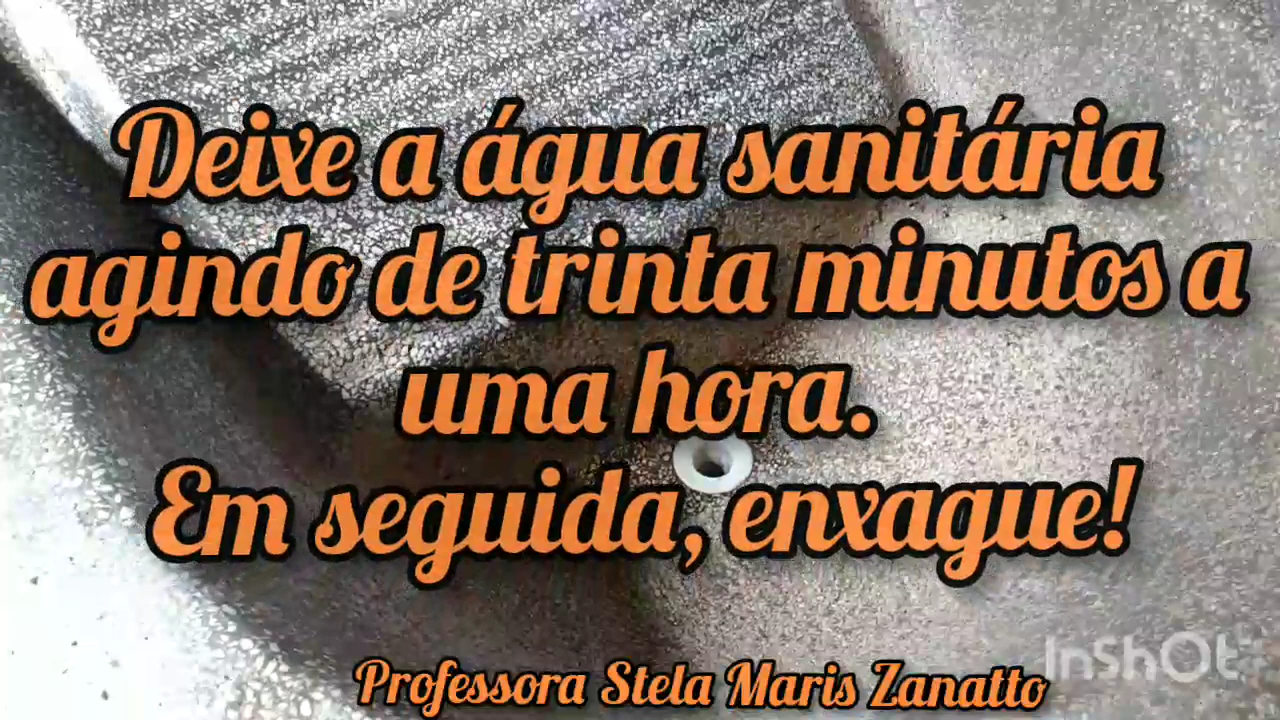 Deixe a água sanitária
agindo de trinta minutos a
uma hora.
Em seguida, enxague!
Professora Stela Maris Zanatto
InShOt